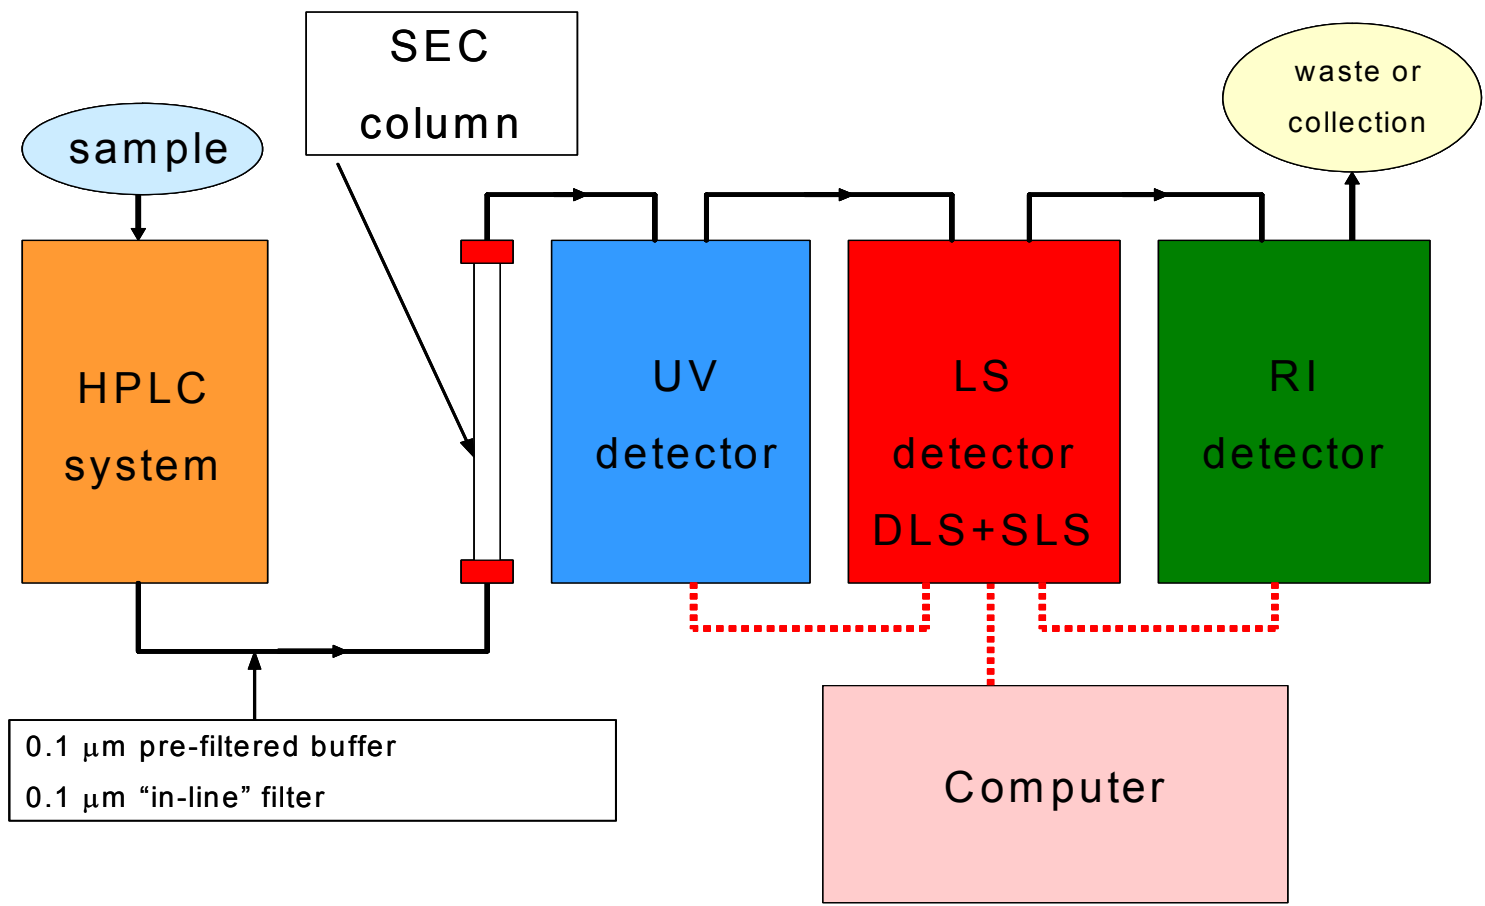 SEC
column
waste or
collection
sample
HPLC
system
UV
detector
LS
detector
DLS+SLS
RI
detector
0.1 μm pre-filtered buffer
0.1 μm “in-line” filter
Computer